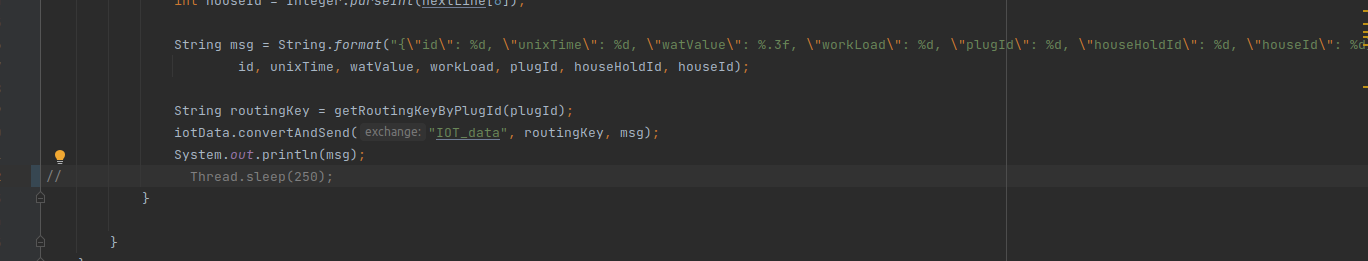 int houseId = Integer.parseInt(nextLine[6]);
String msg = String.format("{\"id\": %d, \"unixTime\": %d, \"watValue\": %.3f, \"workLoad\": %d, \"plugId\": %d, \"houseHoldId\": %d, \"houseId\": %d
id, unixTime, watValue, workLoad, plugId, houseHoldId, houseId);
String routingKey = getRoutingKeyByPlugId(plugId);
iotData.convertAndSend( exchange: "IOT_data", routingKey, msg);
System.out.println(msg);
// Thread.sleep(250);
}
}